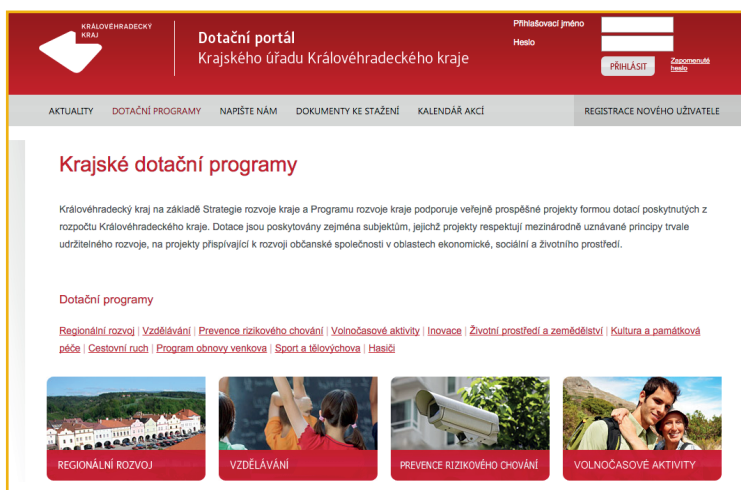 KRÁLOVÉHRADECKÝ
KRAJ
Dotační portál
Krajského úřadu Královéhradeckého kraje
Přihlašovací jméno
Heslo
PŘIHLÁSIT
Zapomenuté
heslo
AKTUALITY DOTAČNÍ PROGRAMY NAPIŠTE NÁM DOKUMENTY KE STAŽENÍ KALENDÁŘ AKCÍ REGISTRACE NOVÉHO UŽIVATELE
Krajské dotační programy
Královéhradecký kraj na základě Strategie rozvoje kraje a Programu rozvoje kraje podporuje veřejně prospěšné projekty formou dotací poskytnutých z
rozpočtu Královéhradeckého kraje. Dotace jsou poskytovány zejména subjektům, jejichž projekty respektují mezinárodně uznávané principy trvale
udržitelného rozvoje, na projekty přispívající k rozvoji občanské společnosti v oblastech ekonomické, sociální a životního prostředí.
Dotační programy
Regionální rozvoj | Vzdělávání | Prevence rizikového chování | Volnočasové aktivity | Inovace | Životní prostředí a zemědělství | Kultura a památková
péče | Cestovní ruch | Program obnovy venkova | Sport a tělovýchova | Hasiči
REGIONÁLNÍ ROZVOJ
VZDĚLÁVÁNÍ
PREVENCE RIZIKOVÉHO CHOVÁNÍ
VOLNOČASOVÉ AKTIVITY